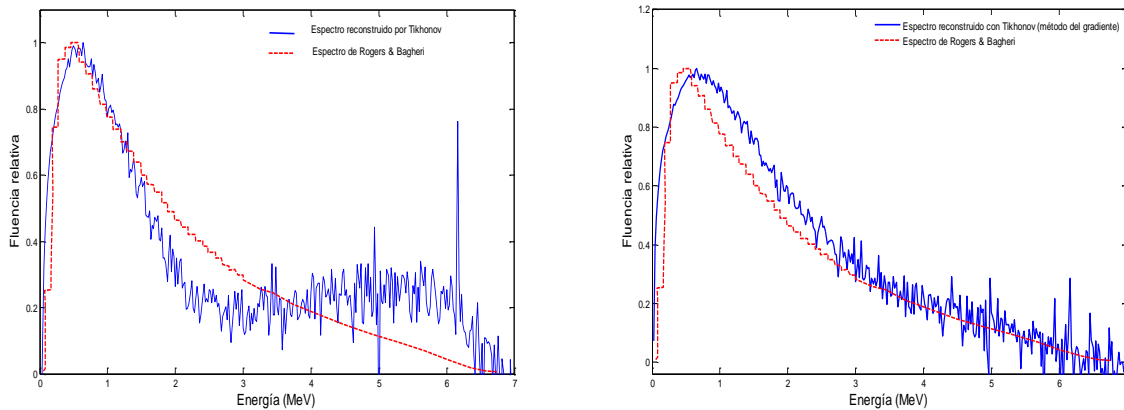 Espectro reconstruido por Tikhonov
Espectro de Rogers & Bagheri
1
0.8
0.6
0.4
0.2
0
Fluencia relativa
0 1 2 3 4 5 6 7
Energía (MeV)
Espectro reconstruido con Tikhonov (método del gradiente)
Espectro de Rogers & Bagheri
1.2
1
0.8
0.6
0.4
0.2
0
Fluencia relativa
0 1 2 3 4 5 6
Energía (MeV)